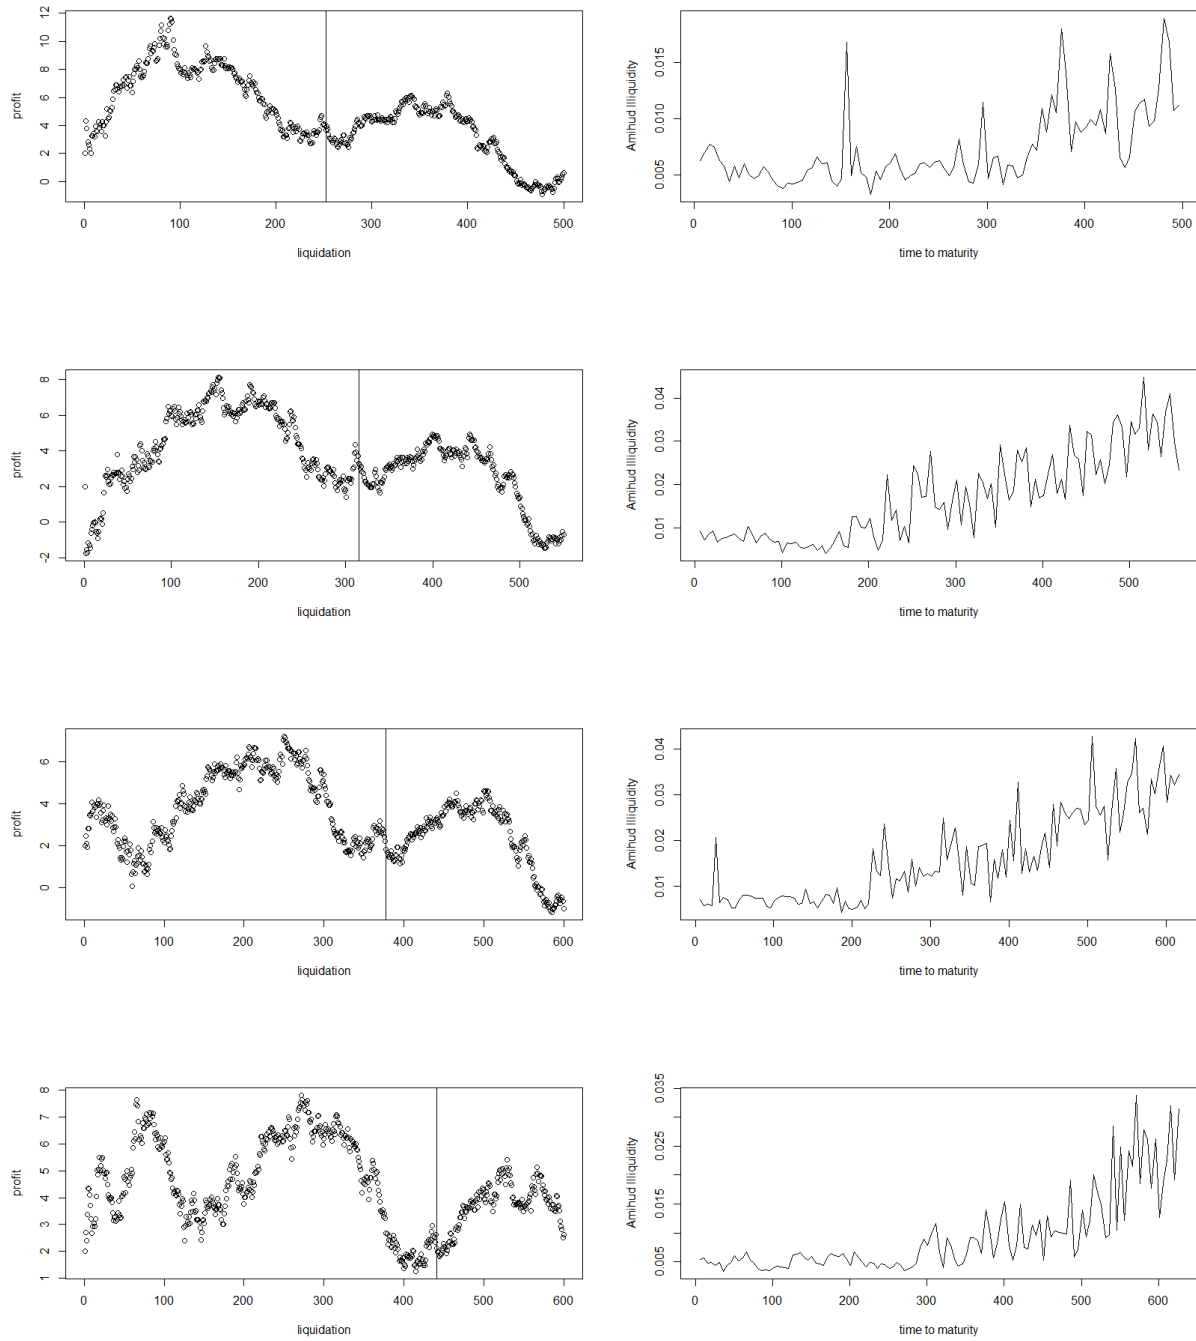 profit
0 2 4 6 8 10 12
0 100 200 300 400 500
liquidation
Amihud Illiquidity
0.005 0.010 0.015
0 100 200 300 400 500
time to maturity
profit
-2 0 2 4 6 8
0 100 200 300 400 500
liquidation
Amihud Illiquidity
0.01 0.02 0.03 0.04
0 100 200 300 400 500
time to maturity
profit
0 2 4 6
0 100 200 300 400 500 600
liquidation
Amihud Illiquidity
0.01 0.02 0.03 0.04
0 100 200 300 400 500 600
time to maturity
profit
1 2 3 4 5 6 7 8
0 100 200 300 400 500 600
liquidation
Amihud Illiquidity
0.005 0.015 0.025 0.035
0 100 200 300 400 500 600
time to maturity